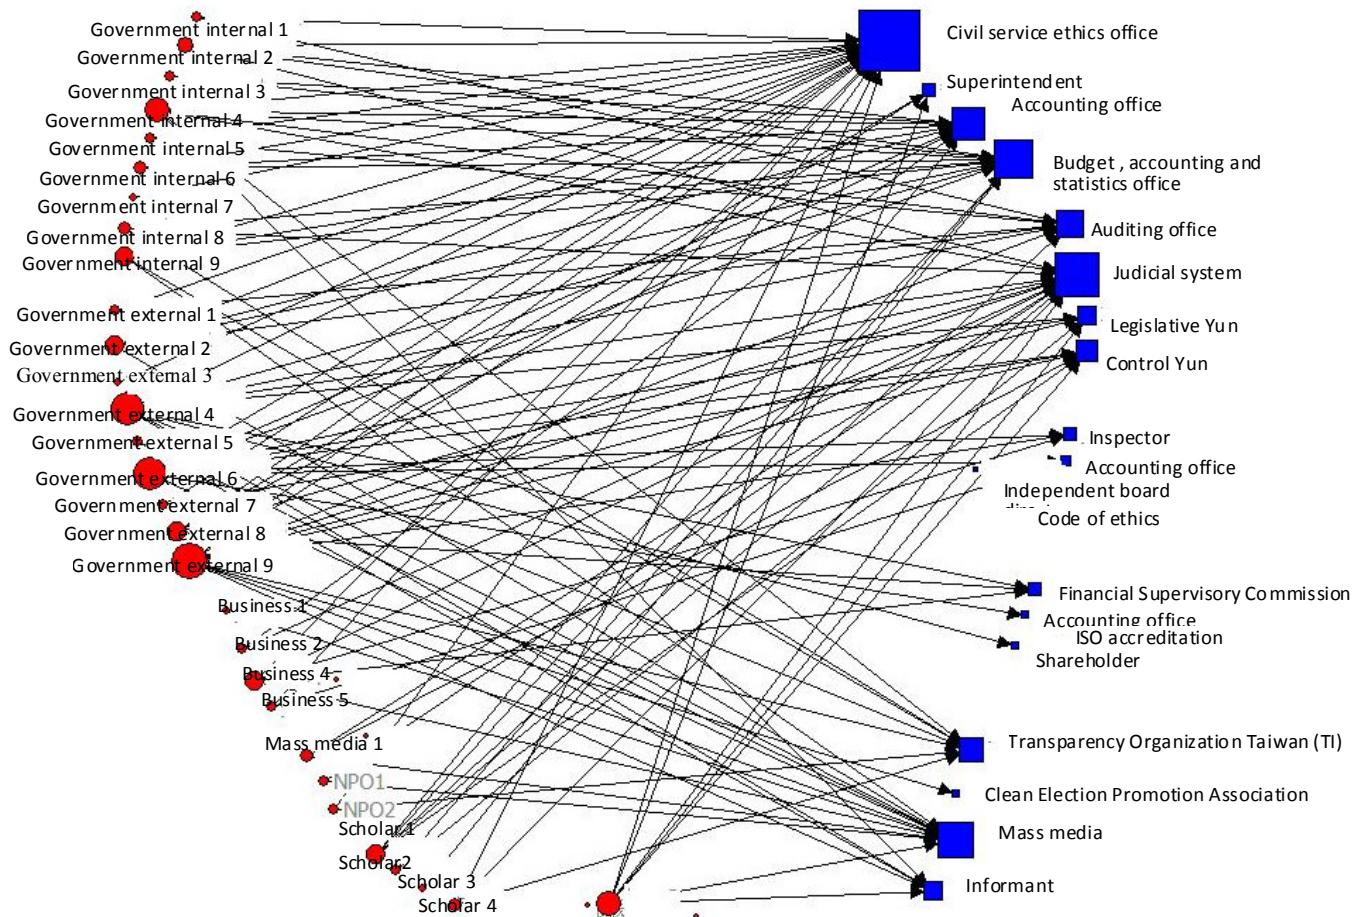 Government internal 1
Government internal 2
Government internal 3
Government internal 4
Government internal 5
Government internal 6
Government internal 7
Government internal 8
Government internal 9
Government external 1
Government external 2
Government external 3
Government external 4
Government external 5
Government external 6
Government external 7
Government external 8
Government external 9
Business 1
Business 2
Business 4
Business 5
Mass media 1
NPO1
NPO2
Scholar 1
Scholar2
Scholar 3
Scholar 4
Civil service ethics office
Superintendent
Accounting office
Budget , accounting and
statistics office
Auditing office
Judicial system
Legislative Yun
Control Yun
Inspector
Accounting office
Independent board
Code of ethics
Financial Supervisory Commission
Accounting office
ISO accreditation
Shareholder
Transparency Organization Taiwan (TI)
Clean Election Promotion Association
Mass media
Informant